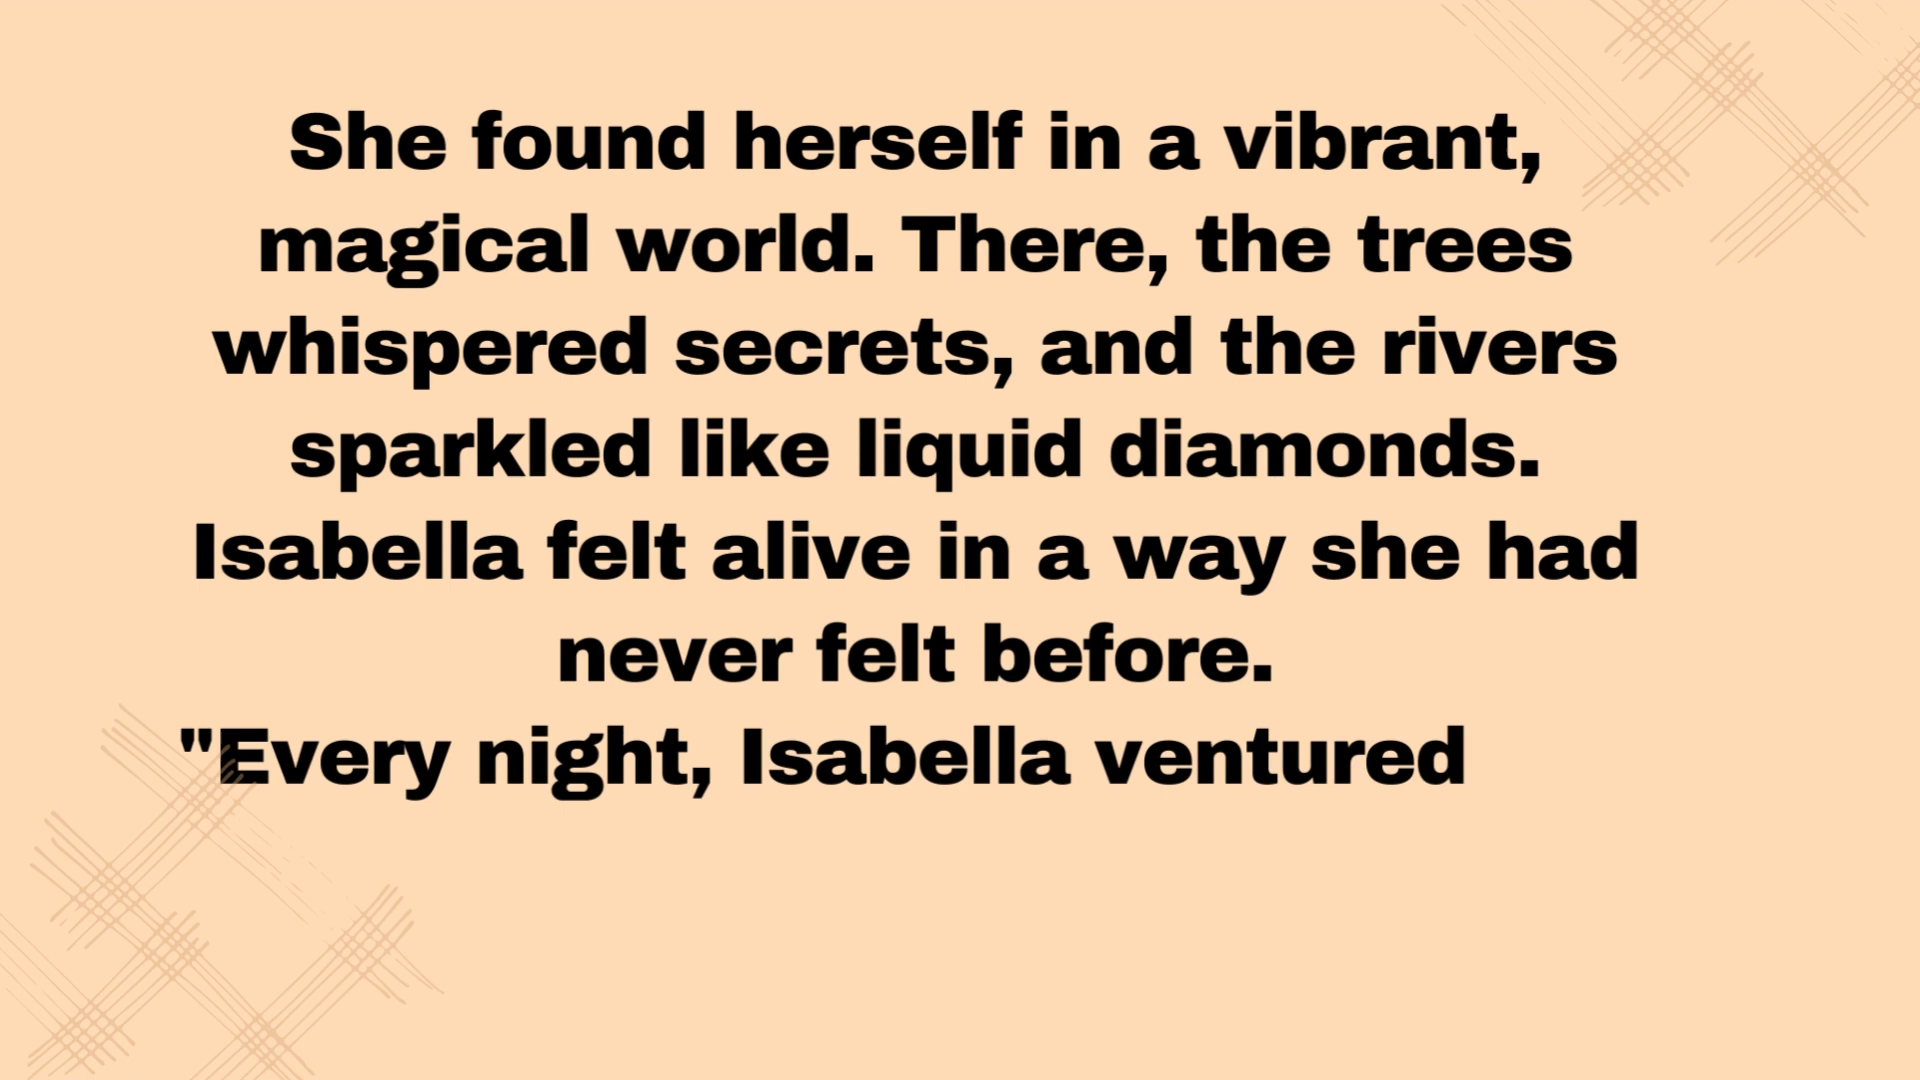 She found herself in a vibrant,
magical world. There, the trees
whispered secrets, and the rivers
sparkled like liquid diamonds.
Isabella felt alive in a way she had
never felt before.
"Every night, Isabella ventured